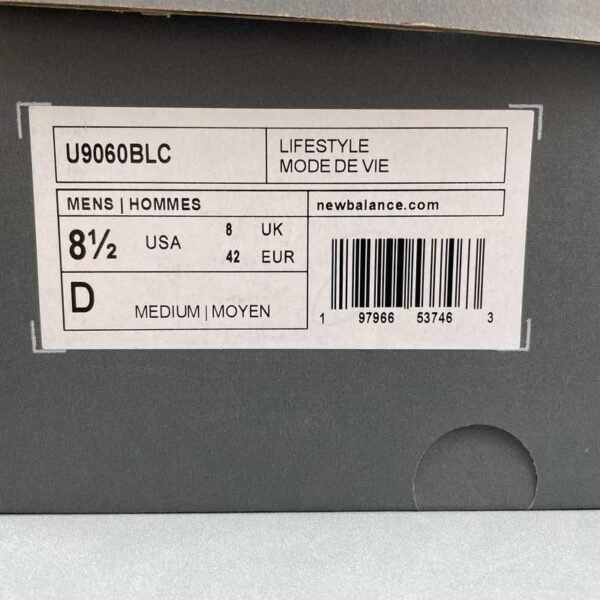 U9060BLC
LIFESTYLE
MODE DE VIE
MENS | HOMMES
newbalance.com
8½ USA 8 UK
42 EUR
D MEDIUM | MOYEN
1 97966 53746 3